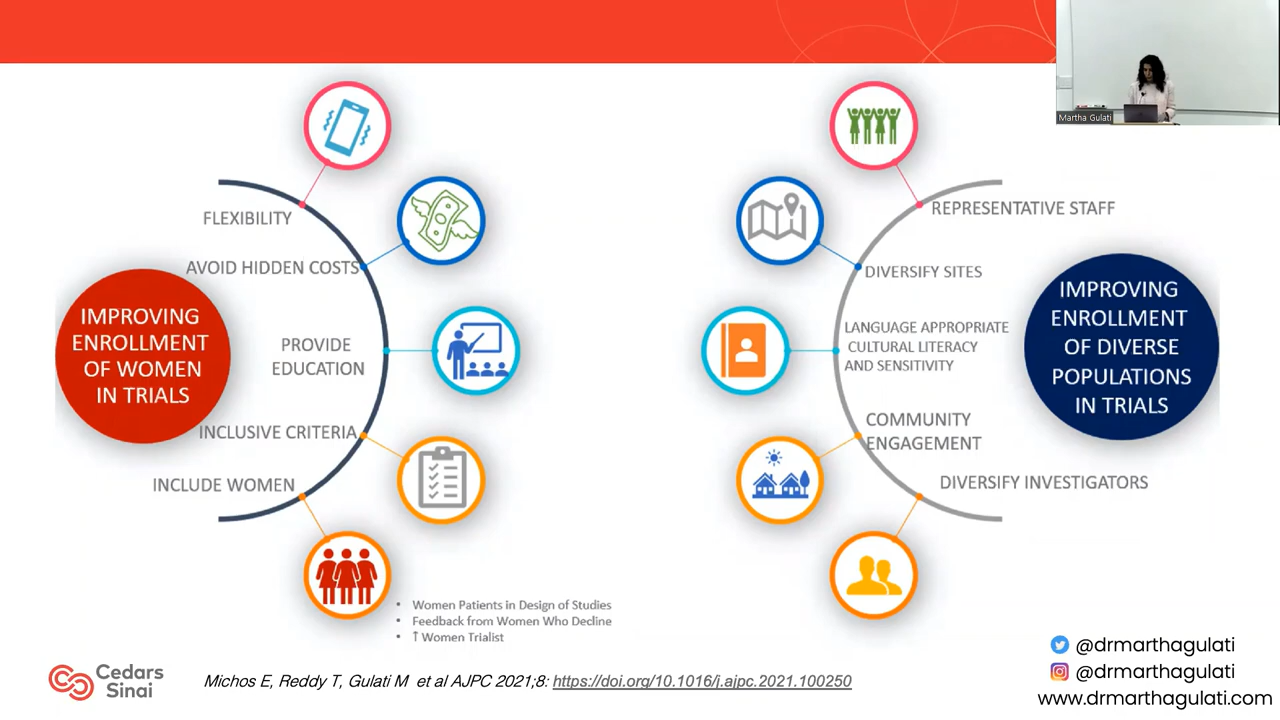 Martha Gulati
FLEXIBILITY
AVOID HIDDEN COSTS
PROVIDE
EDUCATION
INCLUSIVE CRITERIA
INCLUDE WOMEN
IMPROVING
ENROLLMENT
OF WOMEN
IN TRIALS
• Women Patients in Design of Studies
• Feedback from Women Who Decline
• ↑ Women Trialist
REPRESENTATIVE STAFF
DIVERSIFY SITES
LANGUAGE APPROPRIATE
CULTURAL LITERACY
AND SENSITIVITY
COMMUNITY
ENGAGEMENT
DIVERSIFY INVESTIGATORS
IMPROVING
ENROLLMENT
OF DIVERSE
POPULATIONS
IN TRIALS
Cedars
Sinai
Michos E, Reddy T, Gulati M et al AJPC 2021;8: https://doi.org/10.1016/j.ajpc.2021.100250
@drmarthagulati
@drmarthagulati
www.drmarthagulati.com